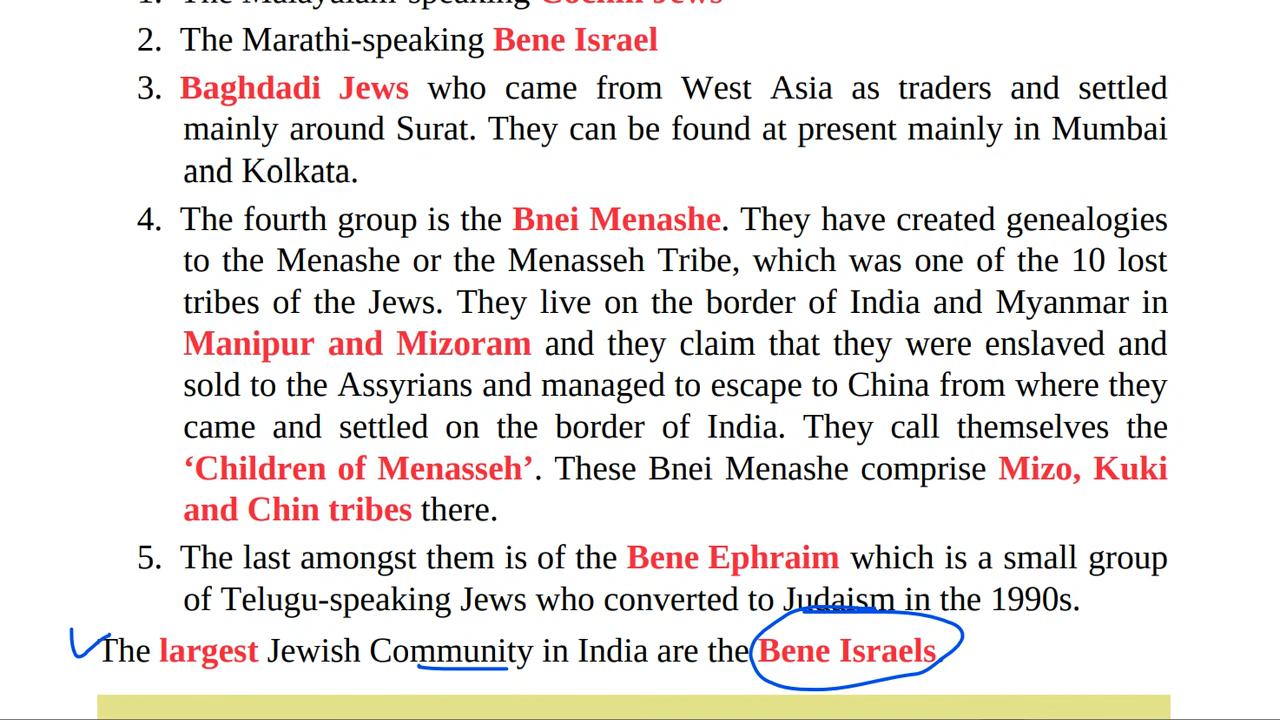 1. The Malayalam-speaking Cochin Jews
2. The Marathi-speaking Bene Israel
3. Baghdadi Jews who came from West Asia as traders and settled
mainly around Surat. They can be found at present mainly in Mumbai
and Kolkata.
4. The fourth group is the Bnei Menashe. They have created genealogies
to the Menashe or the Menasseh Tribe, which was one of the 10 lost
tribes of the Jews. They live on the border of India and Myanmar in
Manipur and Mizoram and they claim that they were enslaved and
sold to the Assyrians and managed to escape to China from where they
came and settled on the border of India. They call themselves the
‘Children of Menasseh’. These Bnei Menashe comprise Mizo, Kuki
and Chin tribes there.
5. The last amongst them is of the Bene Ephraim which is a small group
of Telugu-speaking Jews who converted to Judaism in the 1990s.
The largest Jewish Community in India are the Bene Israels.